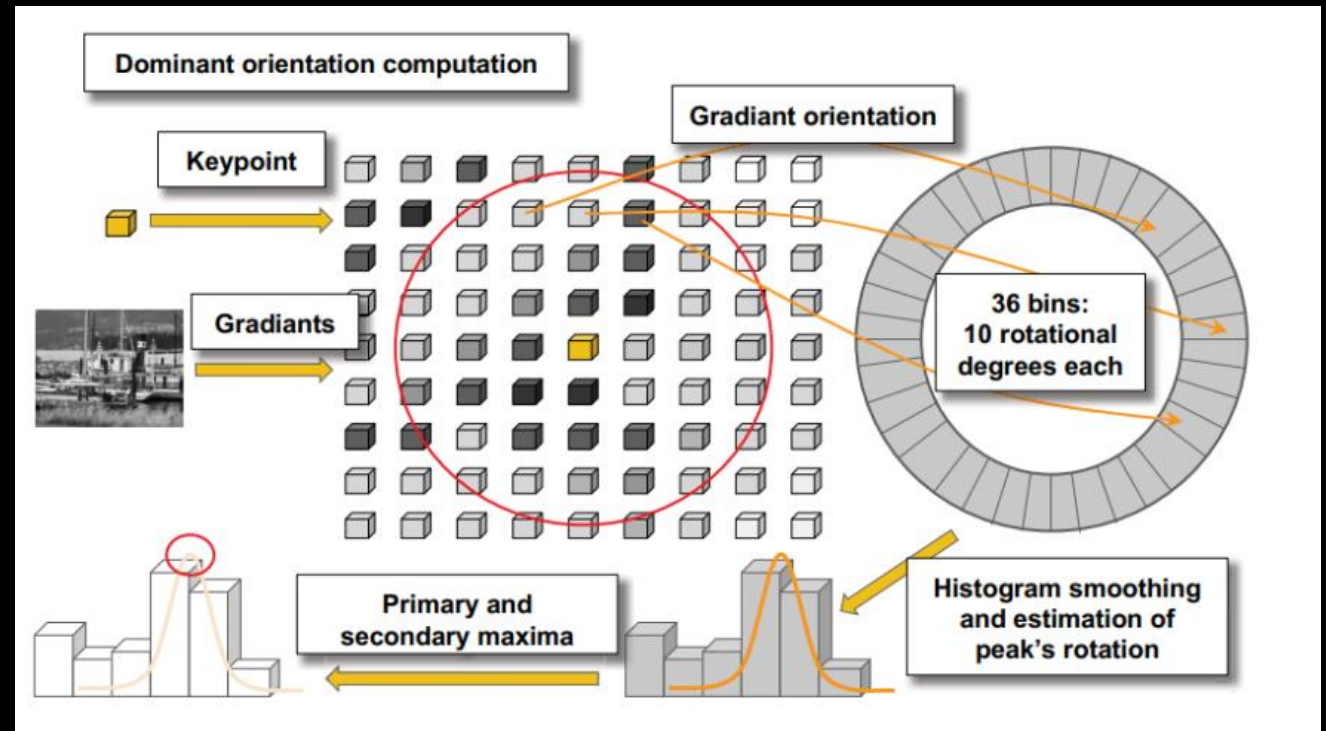 Dominant orientation computation
Gradiant orientation
Keypoint
Gradiants
36 bins:
10 rotational
degrees each
Histogram smoothing
and estimation of
peak's rotation
Primary and
secondary maxima